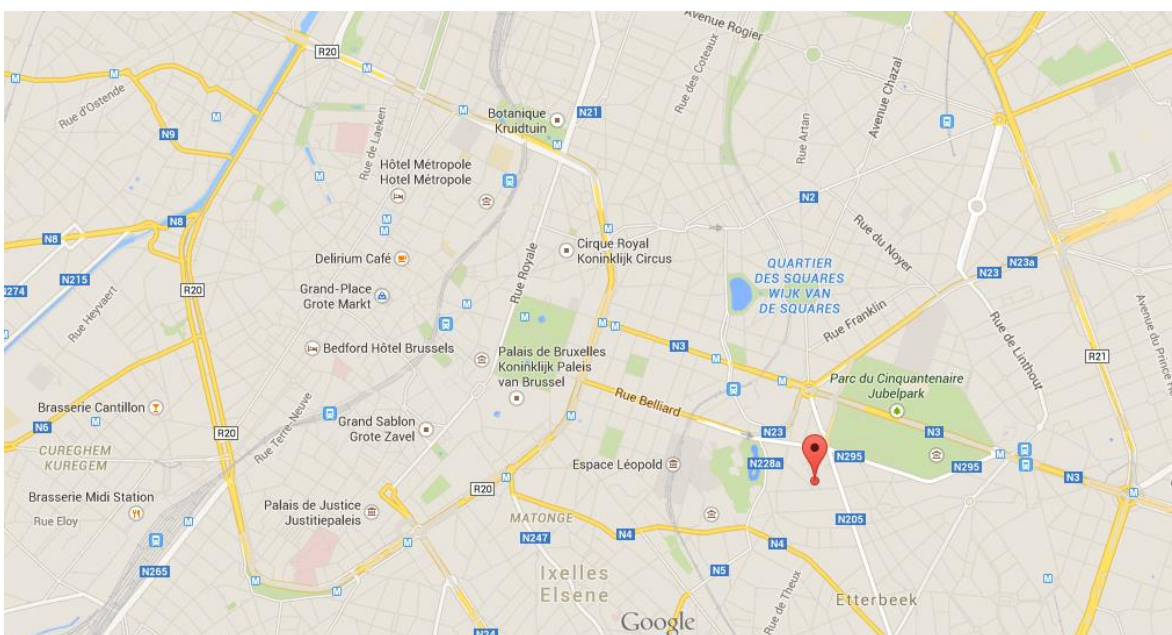 Avenue Rogier
R20
Rue des Coteaux
Avenue Chazal
Rue d'Ostende
Botanique
Kruidtuin
N21
N9
Rue de Laeken
Rue Artan
Hôtel Métropole
Hotel Métropole
N2
N8
N8
Cirque Royal
Koninklijk Circus
Rue du Noyer
Delirium Café
QUARTIER
DES SQUARES
WIJK VAN
DE SQUARES
N23a
N23
N215
N274
R20
Grand-Place
Grote Markt
Rue Royale
Rue Heyvaert
Rue Franklin
Rue de Linthout
Avenue du Prince
Bedford Hôtel Brussels
N3
Palais de Bruxelles
Koninklijk Paleis
van Brussel
R21
Parc du Cinquantenaire
Jubelpark
Brasserie Cantillon
Rue Belliard
N6
Rue Terre-Neuve
Grand Sablon
Grote Zavel
R20
N23
N3
CUREGHEM
KUREGEM
Espace Léopold
N228a
N295
N295
N3
Brasserie Midi Station
R20
Rue Eloy
Palais de Justice
Justitiepaleis
MATONGE
N205
N247
N4
N4
N265
Ixelles
Elsene
N5
Rue de Theux
Etterbeek
Google
N24